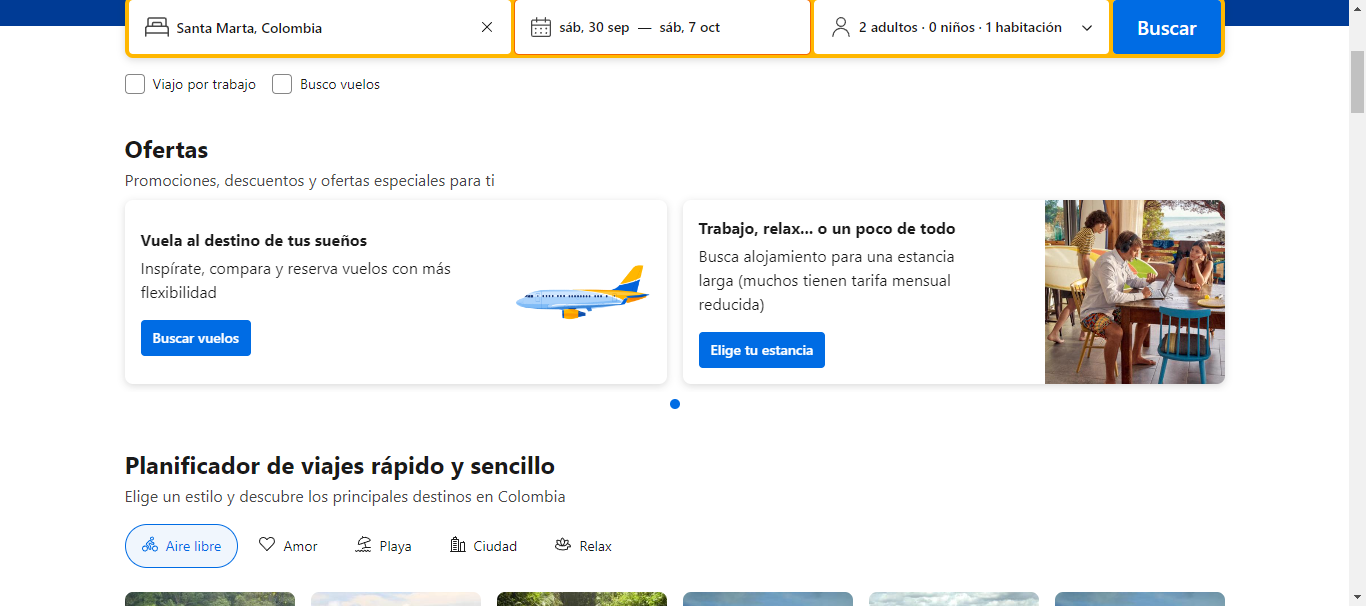 Santa Marta, Colombia
sáb, 30 sep — sáb, 7 oct
2 adultos · 0 niños · 1 habitación
Buscar
Viajo por trabajo
Busco vuelos
Ofertas
Promociones, descuentos y ofertas especiales para ti
Vuela al destino de tus sueños
Inspírate, compara y reserva vuelos con más
flexibilidad
Buscar vuelos
Trabajo, relax... o un poco de todo
Busca alojamiento para una estancia
larga (muchos tienen tarifa mensual
reducida)
Elige tu estancia
Planificador de viajes rápido y sencillo
Elige un estilo y descubre los principales destinos en Colombia
Aire libre
Amor
Playa
Ciudad
Relax